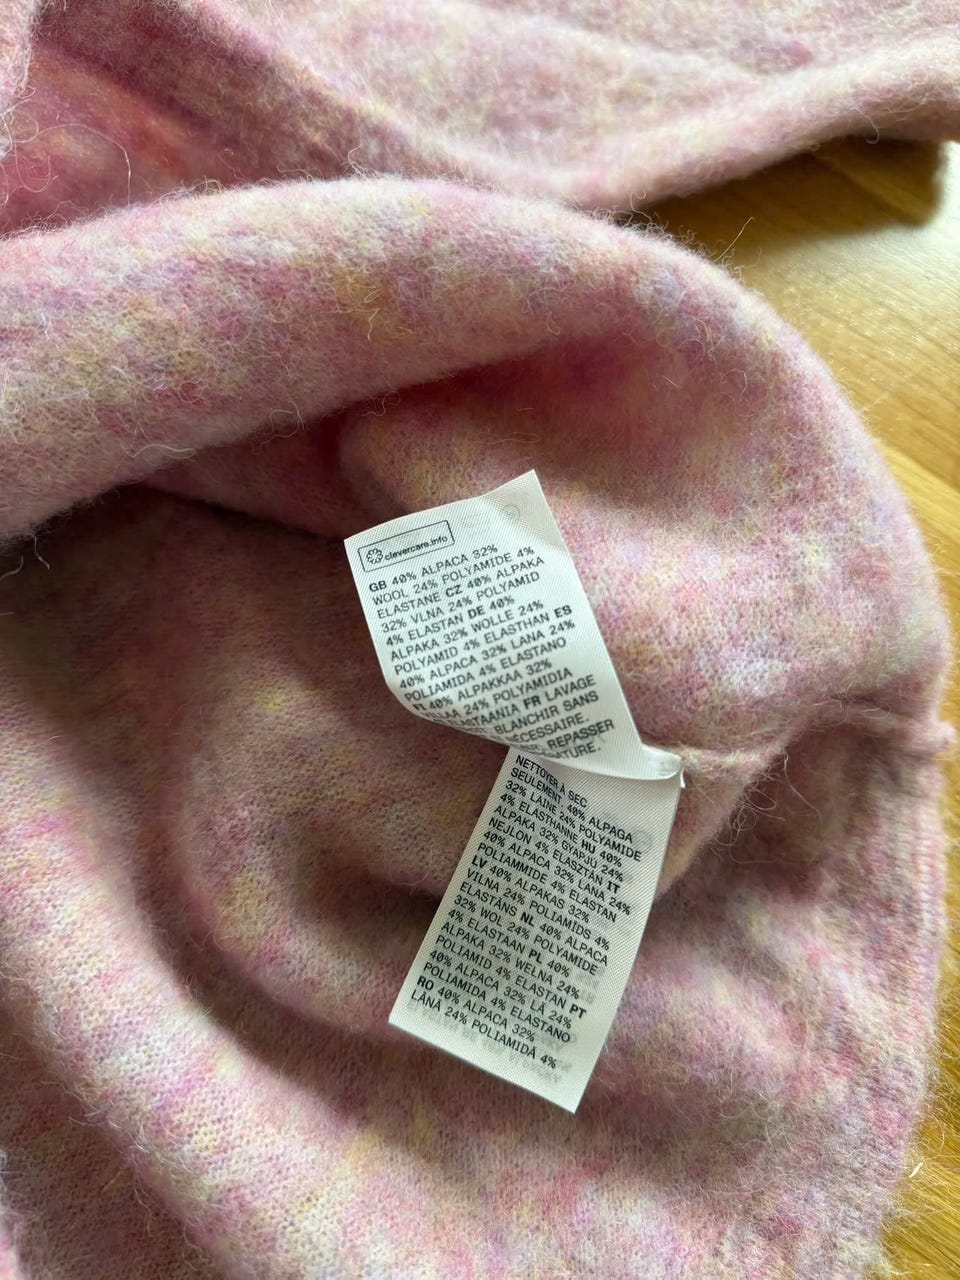 clevercare.info
GB 40% ALPACA 32%
WOOL 24% POLYAMIDE 4%
ELASTANE CZ 40% ALPAKA
32% VLNA 24% POLYAMID
4% ELASTAN DE 40%
ALPAKA 32% WOLLE 24%
POLYAMID 4% ELASTHAN ES
40% ALPACA 32% LANA 24%
POLIAMIDA 4% ELASTANO
FI 40% ALPAKKAA 32%
24% POLYAMIDIA
FR LAVAGE
BLANCHIR SANS
NÉCESSAIRE.
REPASSER
NETTOYER À SEC
SEULEMENT. 40% ALPAGA
32% LAINE 24% POLYAMIDE
4% ELASTHANNE HU 40%
ALPAKA 32% GYAPJÚ 24%
NEJLON 4% ELASZTÁN IT
40% ALPACA 32% LANA 24%
POLIAMMIDE 4% ELASTAN
LV 40% ALPAKAS 32%
VILNA 24% POLIAMĪDS 4%
ELASTĀNS NL 40% ALPACA
32% WOL 24% POLYAMIDE
4% ELASTAAN PL 40%
ALPAKA 32% WEŁNA 24%
POLIAMID 4% ELASTAN PT
40% ALPACA 32% LÃ 24%
POLIAMIDA 4% ELASTANO
RO 40% ALPACA 32%
LÂNĂ 24% POLIAMIDĂ 4%